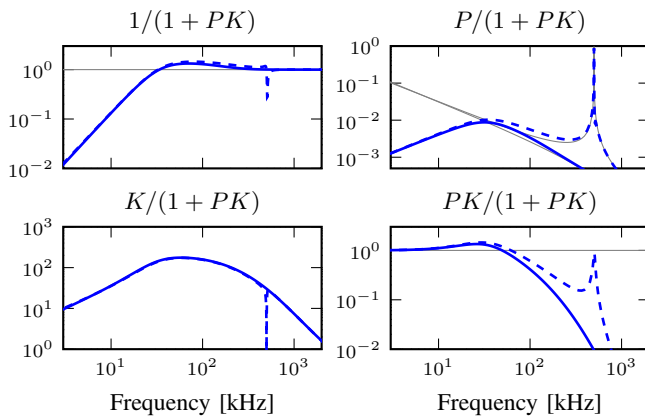 1/(1 + PK)
P/(1 + PK)
10^0
10^-1
10^-2
10^0
10^-1
10^-2
10^-3
K/(1 + PK)
PK/(1 + PK)
10^3
10^2
10^1
10^0
10^0
10^-1
10^-2
10^1 10^2 10^3
10^1 10^2 10^3
Frequency [kHz]
Frequency [kHz]